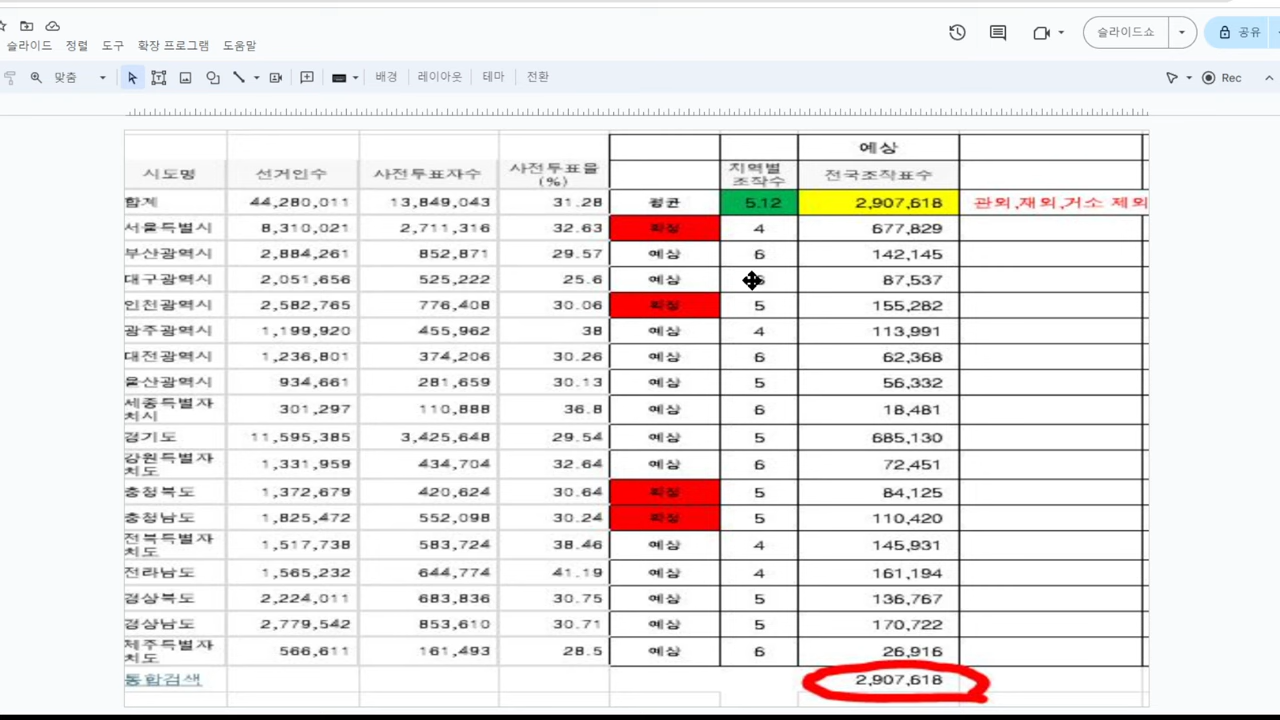 슬라이드 정렬 도구 확장 프로그램 도움말 슬라이드쇼 공유
맞춤 배경 레이아웃 테마 전환 Rec
예상
시도명 선거인수 사전투표자수 사전투표율 (%) 지역별 조작수 전국조작표수
합계 44,280,011 13,849,043 31.28 평균 5.12 2,907,618 관외,재외,거소 제외
서울특별시 8,310,021 2,711,316 32.63 확정 4 677,829
부산광역시 2,884,261 852,871 29.57 예상 6 142,145
대구광역시 2,051,656 525,222 25.6 예상 87,537
인천광역시 2,582,765 776,408 30.06 확정 5 155,282
광주광역시 1,199,920 455,962 38 예상 4 113,991
대전광역시 1,236,801 374,206 30.26 예상 6 62,368
울산광역시 934,661 281,659 30.13 예상 5 56,332
세종특별자치시 301,297 110,888 36.8 예상 6 18,481
경기도 11,595,385 3,425,648 29.54 예상 5 685,130
강원특별자치도 1,331,959 434,704 32.64 예상 6 72,451
충청북도 1,372,679 420,624 30.64 확정 5 84,125
충청남도 1,825,472 552,098 30.24 확정 5 110,420
전북특별자치도 1,517,738 583,724 38.46 예상 4 145,931
전라남도 1,565,232 644,774 41.19 예상 4 161,194
경상북도 2,224,011 683,836 30.75 예상 5 136,767
경상남도 2,779,542 853,610 30.71 예상 5 170,722
제주특별자치도 566,611 161,493 28.5 예상 6 26,916
통합검색 2,907,618